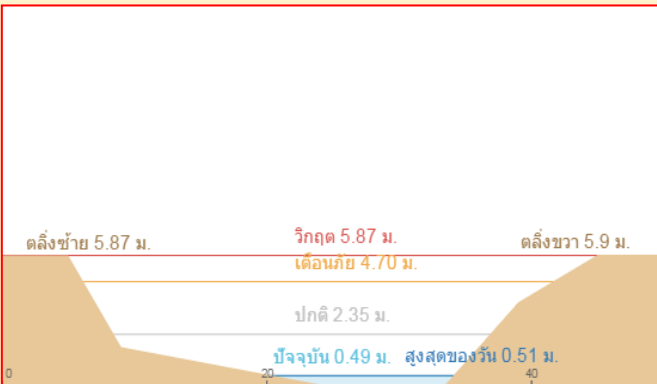 วิกฤต 5.87 ม.
ตลิ่งซ้าย 5.87 ม. ตลิ่งขวา 5.9 ม.
เตือนภัย 4.70 ม.
ปกติ 2.35 ม.
ปัจจุบัน 0.49 ม. สูงสุดของวัน 0.51 ม.
0 20 40